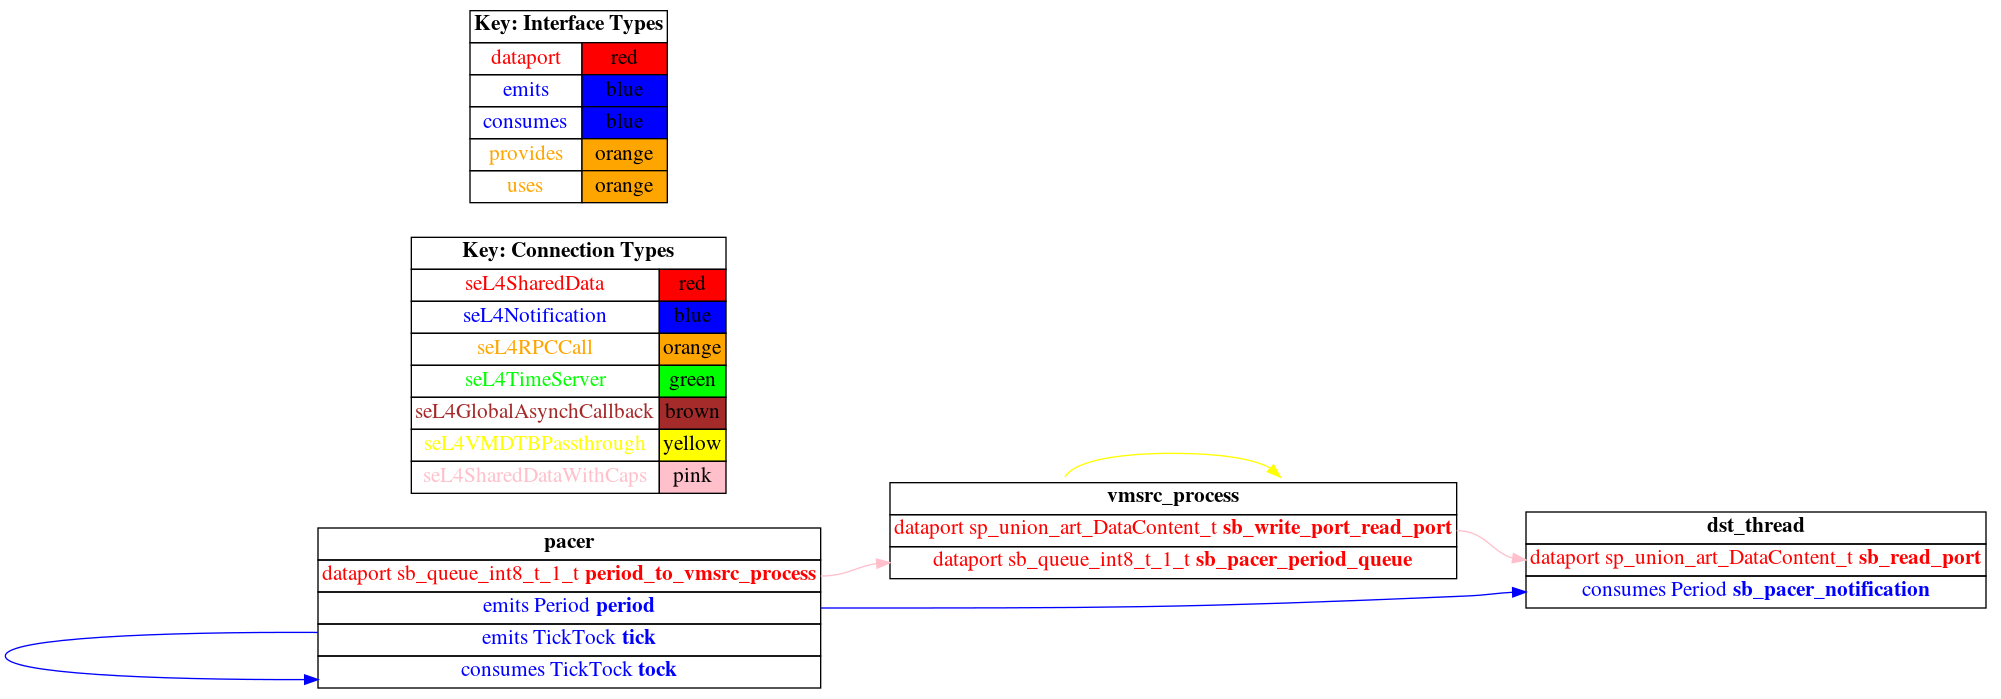 Key: Interface Types
dataport red
emits blue
consumes blue
provides orange
uses orange
Key: Connection Types
seL4SharedData red
seL4Notification blue
seL4RPCCall orange
seL4TimeServer green
seL4GlobalAsynchCallback brown
seL4VMDTBPassthrough yellow
seL4SharedDataWithCaps pink
pacer
dataport sb_queue_int8_t_1_t period_to_vmsrc_process
emits Period period
emits TickTock tick
consumes TickTock tock
vmsrc_process
dataport sp_union_art_DataContent_t sb_write_port_read_port
dataport sb_queue_int8_t_1_t sb_pacer_period_queue
dst_thread
dataport sp_union_art_DataContent_t sb_read_port
consumes Period sb_pacer_notification